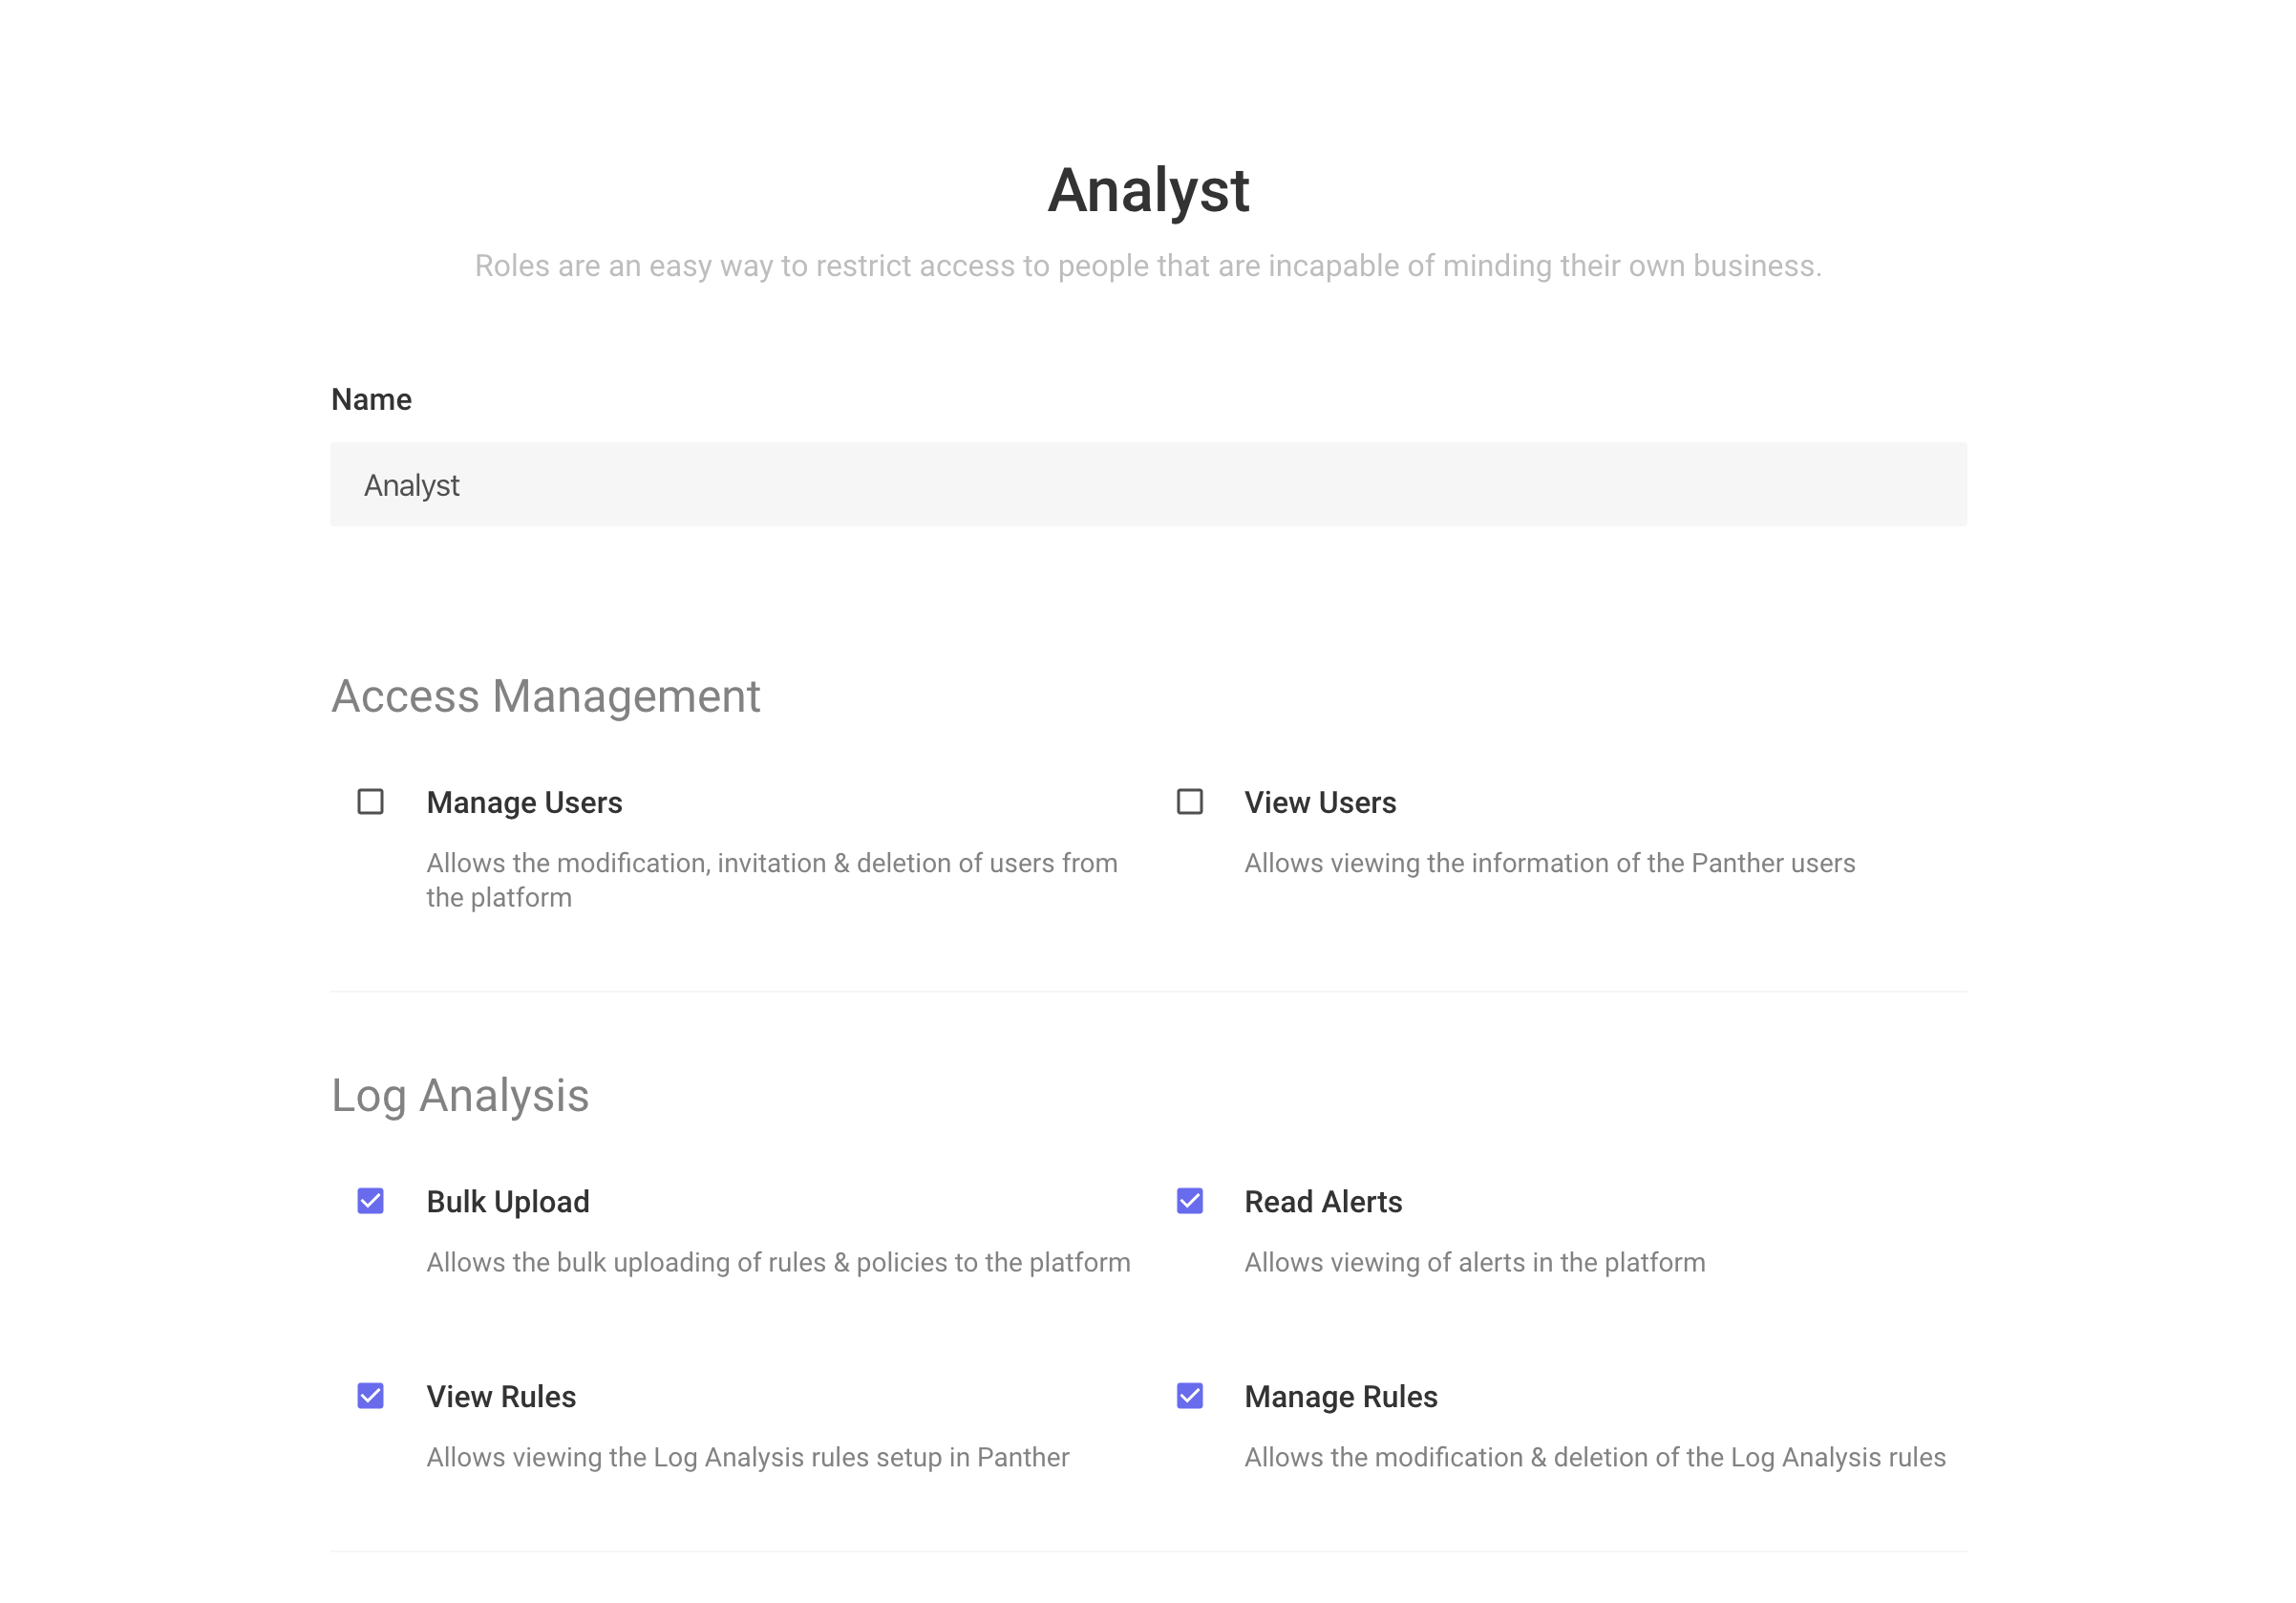 Analyst
Roles are an easy way to restrict access to people that are incapable of minding their own business.
Name
Analyst
Access Management
Manage Users
Allows the modification, invitation & deletion of users from
the platform
View Users
Allows viewing the information of the Panther users
Log Analysis
Bulk Upload
Allows the bulk uploading of rules & policies to the platform
Read Alerts
Allows viewing of alerts in the platform
View Rules
Allows viewing the Log Analysis rules setup in Panther
Manage Rules
Allows the modification & deletion of the Log Analysis rules